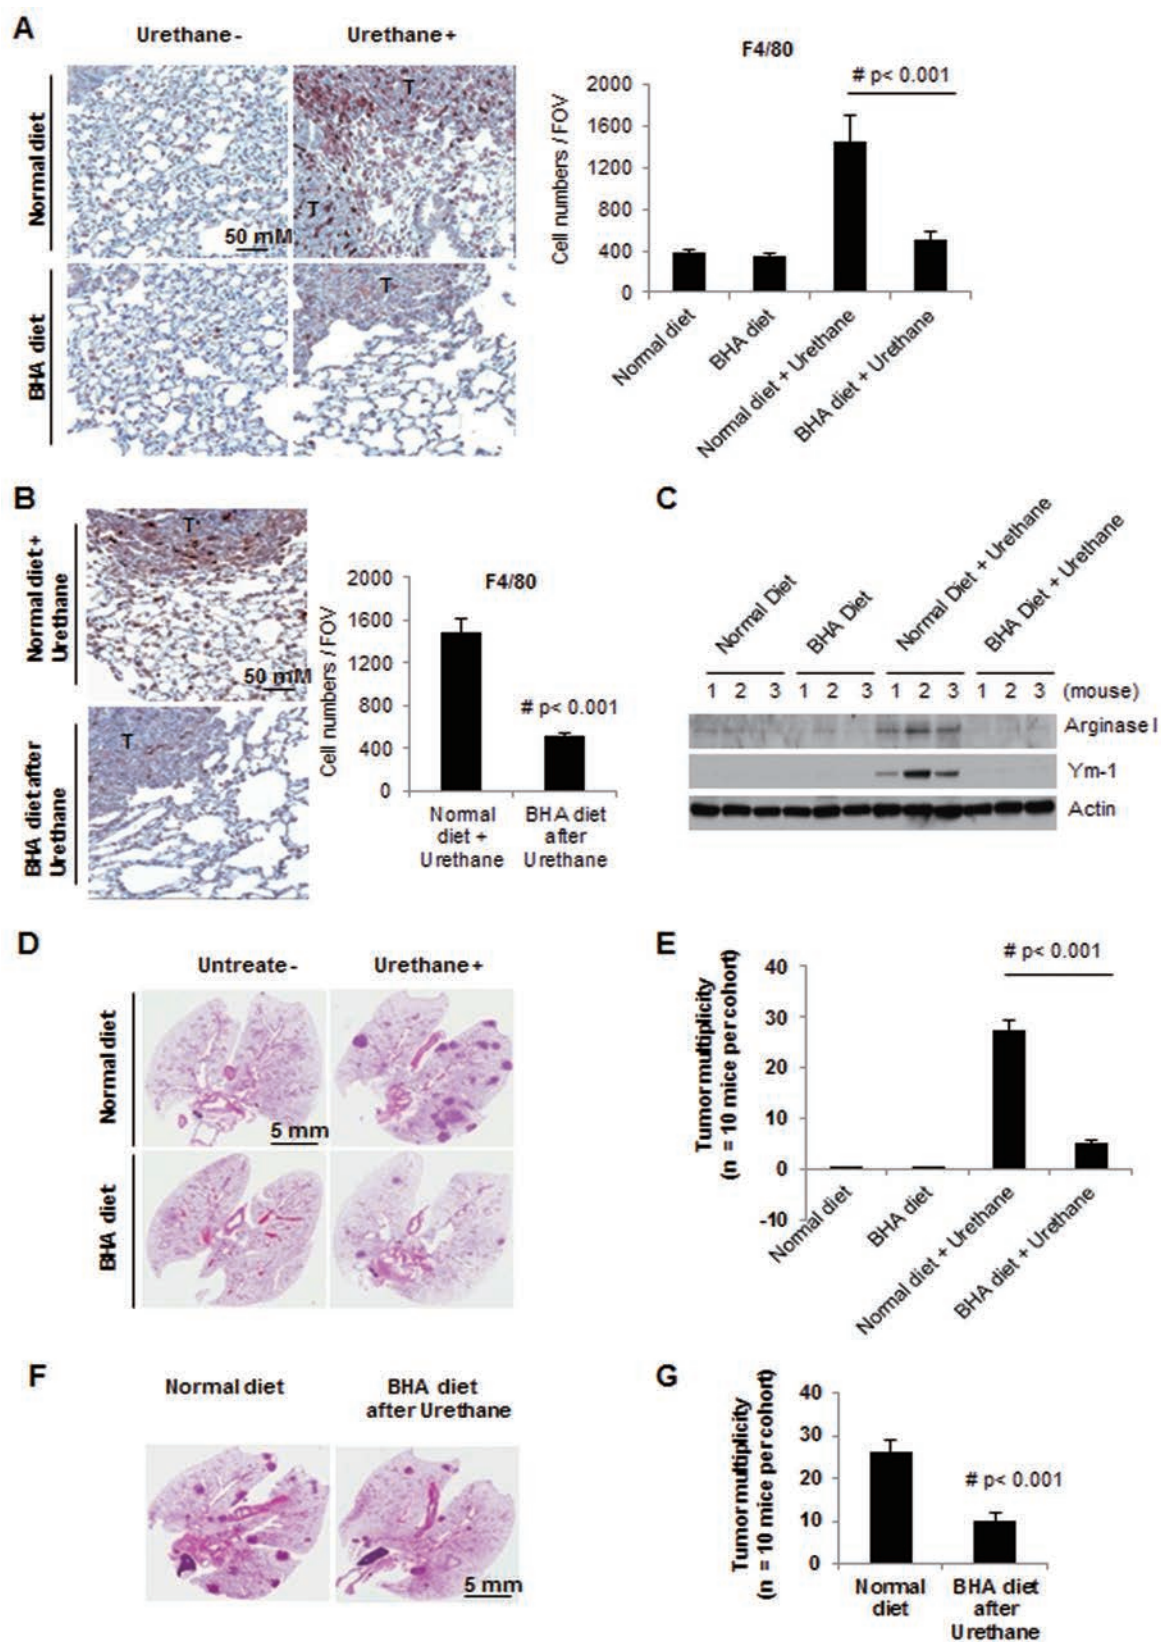 A
Urethane -
Urethane +
Normal diet
BHA diet
T
T
50 mM
T
F4/80
# p< 0.001
Cell numbers / FOV
2000
1600
1200
800
400
0
Normal diet
BHA diet
Normal diet + Urethane
BHA diet + Urethane
B
Normal diet +
Urethane
BHA diet after
Urethane
T
50 mM
T
F4/80
Cell numbers / FOV
2000
1600
1200
800
400
0
# p< 0.001
Normal
diet +
Urethane
BHA diet
after
Urethane
C
Normal Diet
BHA Diet
Normal Diet + Urethane
BHA Diet + Urethane
1 2 3 1 2 3 1 2 3 1 2 3 (mouse)
Arginase I
Ym-1
Actin
D
Untreate -
Urethane +
Normal diet
BHA diet
5 mm
E
# p< 0.001
Tumor multiplicity
(n = 10 mice per cohort)
40
30
20
10
0
-10
Normal diet
BHA diet
Normal diet + Urethane
BHA diet + Urethane
F
Normal diet
BHA diet
after Urethane
5 mm
G
Tumor multiplicity
(n = 10 mice per cohort)
40
30
20
10
0
# p< 0.001
Normal
diet
BHA diet
after
Urethane